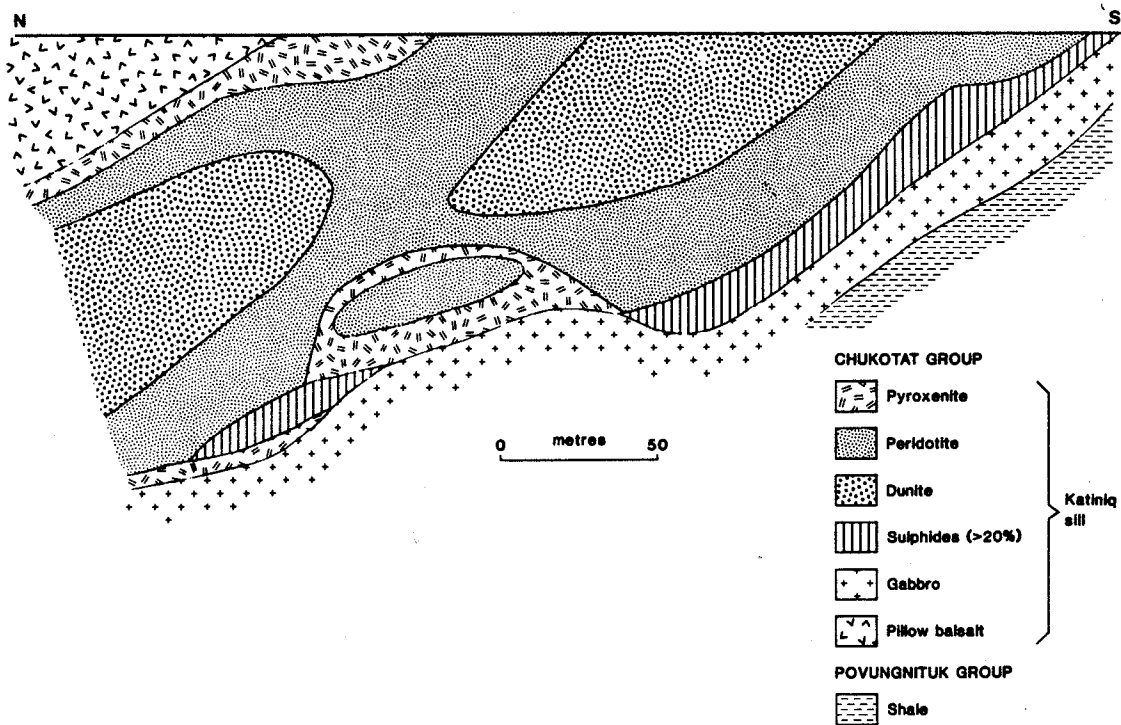 N S
CHUKOTAT GROUP
Pyroxenite
Peridotite
Dunite
Sulphides (>20%)
Gabbro
Pillow balsalt
Katiniq
sill
0 metres 50
POVUNGNITUK GROUP
Shale